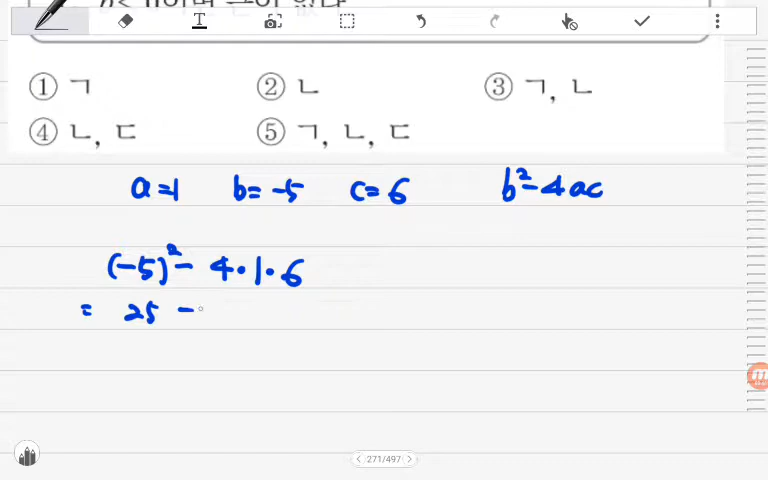 ① ㄱ ② ㄴ ③ ㄱ, ㄴ
④ ㄴ, ㄷ ⑤ ㄱ, ㄴ, ㄷ
a=1 b=-5 c=6 b²-4ac
(-5)²- 4·1·6
= 25 -
271/497